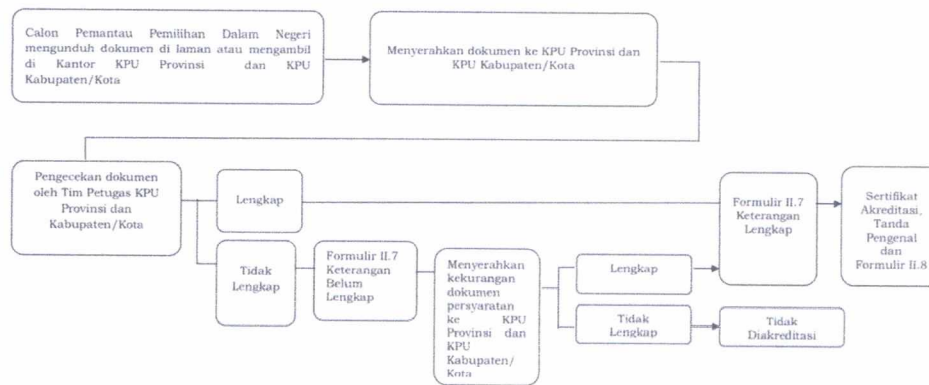 Calon Pemantau Pemilihan Dalam Negeri
mengunduh dokumen di laman atau mengambil
di Kantor KPU Provinsi dan KPU
Kabupaten/Kota
Menyerahkan dokumen ke KPU Provinsi dan
KPU Kabupaten/Kota
Pengecekan dokumen
oleh Tim Petugas KPU
Provinsi dan
Kabupaten/Kota
Lengkap
Formulir II.7
Keterangan
Lengkap
Sertifikat
Akreditasi,
Tanda
Pengenal
dan
Formulir II.8
Tidak
Lengkap
Formulir II.7
Keterangan
Belum
Lengkap
Menyerahkan
kekurangan
dokumen
persyaratan
ke KPU
Provinsi dan
KPU
Kabupaten/
Kota
Lengkap
Tidak
Lengkap
Tidak
Diakreditasi